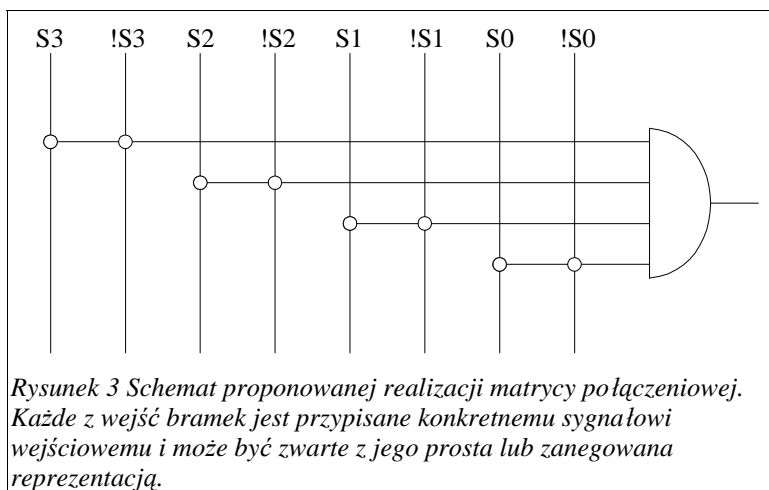 S3 !S3 S2 !S2 S1 !S1 S0 !S0
Rysunek 3 Schemat proponowanej realizacji matrycy połączeniowej.
Każde z wejść bramek jest przypisane konkretnemu sygnałowi
wejściowemu i może być zwarte z jego prosta lub zanegowana
reprezentacją.